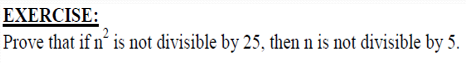 EXERCISE:
Prove that if n² is not divisible by 25, then n is not divisible by 5.